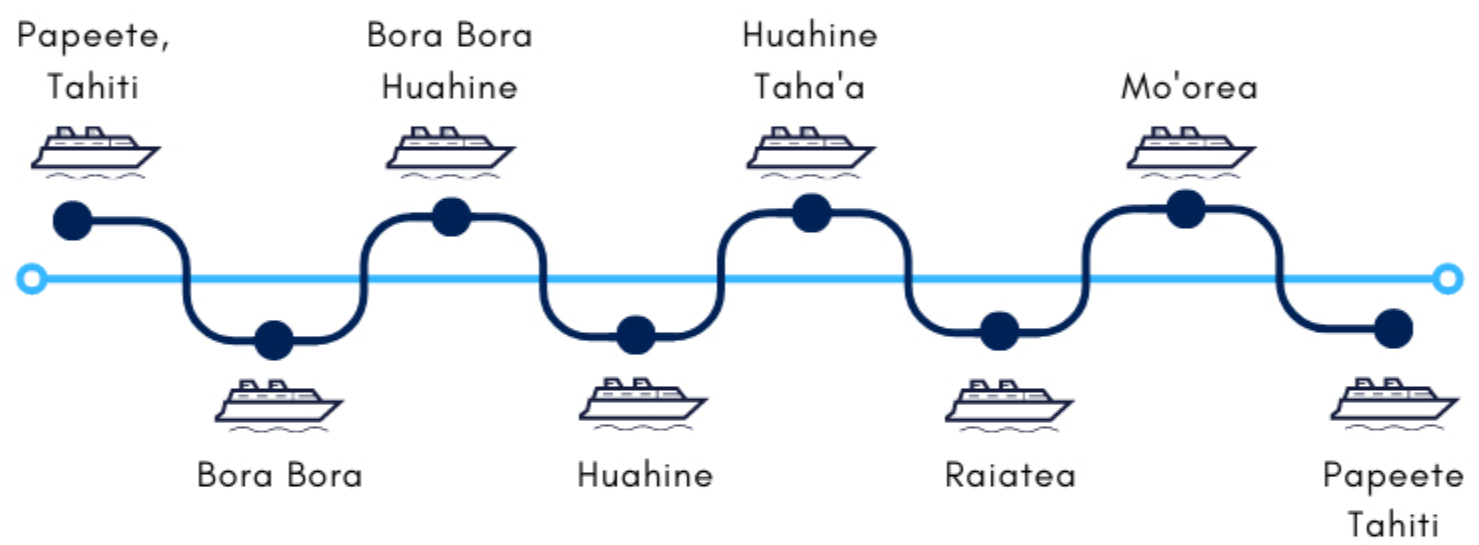 Papeete,
Tahiti
Bora Bora
Bora Bora
Huahine
Huahine
Huahine
Taha'a
Raiatea
Mo'orea
Papeete
Tahiti